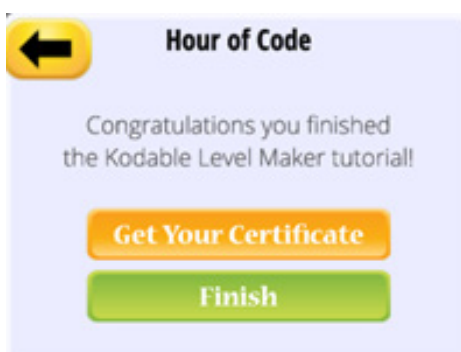 Hour of Code
Congratulations you finished
the Kodable Level Maker tutorial!
Get Your Certificate
Finish